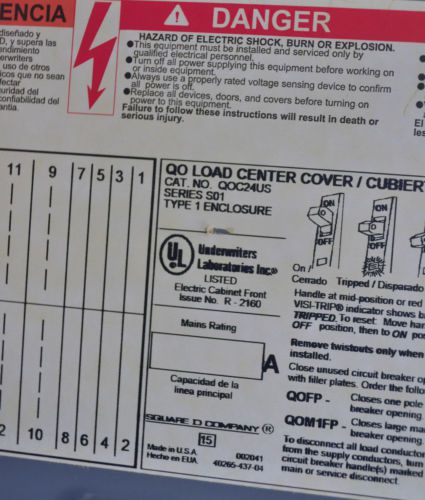 ENCIA
diseñado y
D, y supera las
rendimiento
erwriters
uso de otros
icos que no sean
fectar
uridad del
confiabilidad del
antía.
DANGER
HAZARD OF ELECTRIC SHOCK, BURN OR EXPLOSION.
•This equipment must be installed and serviced only by
qualified electrical personnel.
•Turn off all power supplying this equipment before working on
or inside equipment.
•Always use a properly rated voltage sensing device to confirm
all power is off.
•Replace all devices, doors, and covers before turning on
power to this equipment.
Failure to follow these instructions will result in death or
serious injury.
El
les
11 9 7 5 3 1
2 10 8 6 4 2
QO LOAD CENTER COVER / CUBIER
CAT. NO. QOC24US
SERIES S01
TYPE 1 ENCLOSURE
UL
Underwriters
Laboratories Inc.®
LISTED
Electric Cabinet Front
Issue No. R - 2160
Mains Rating
A
Capacidad de la
línea principal
SQUARE D COMPANY ®
15
Made in U.S.A.
Hecho en EUA.
002041
40265-437-04
ON
OFF
ON
OFF
On /
Cerrado
Tripped / Disparado
Handle at mid-position or red
VISI-TRIP® indicator shows b
TRIPPED. To reset: Move han
OFF position, then to ON pos
Remove twistouts only when
installed.
Close unused circuit breaker op
with filler plates. Order the follo
QOFP - Closes one pole
breaker opening
QOM1FP - Closes large ma
breaker opening
To disconnect all load conducto
from the supply conductors, turn
circuit breaker handle(s) marked
main or service disconnect.